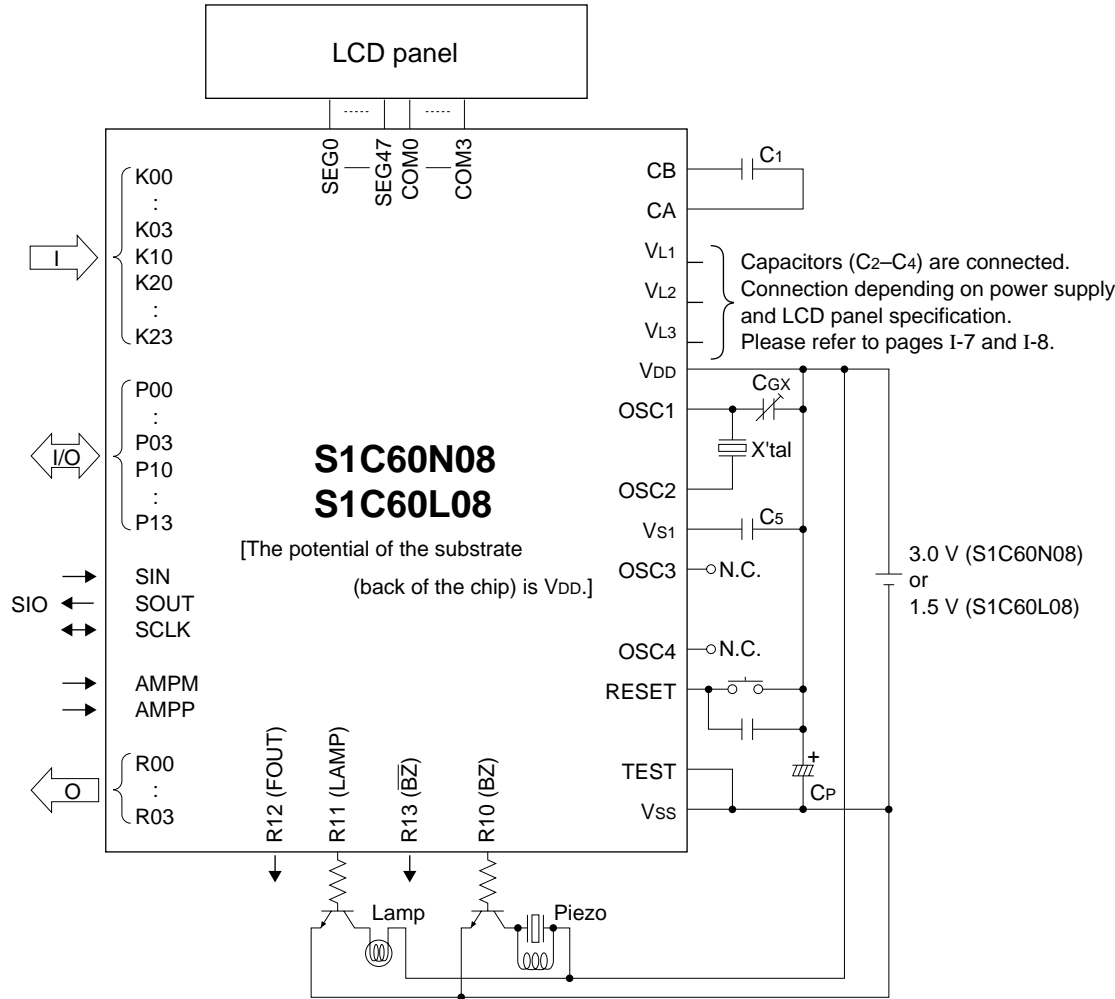 LCD panel
SEG0
SEG47
COM0
COM3
K00
:
K03
K10
K20
:
K23
I
P00
:
P03
P10
:
P13
I/O
SIO
SIN
SOUT
SCLK
AMPM
AMPP
R00
:
R03
O
S1C60N08
S1C60L08
[The potential of the substrate
(back of the chip) is VDD.]
CB
C1
CA
VL1
VL2
VL3
Capacitors (C2–C4) are connected.
Connection depending on power supply
and LCD panel specification.
Please refer to pages I-7 and I-8.
VDD
CGX
OSC1
X'tal
OSC2
VS1
C5
OSC3
N.C.
OSC4
N.C.
3.0 V (S1C60N08)
or
1.5 V (S1C60L08)
RESET
TEST
+
CP
VSS
R12 (FOUT)
R11 (LAMP)
R13 (B̅Z̅)
R10 (BZ)
Lamp
Piezo